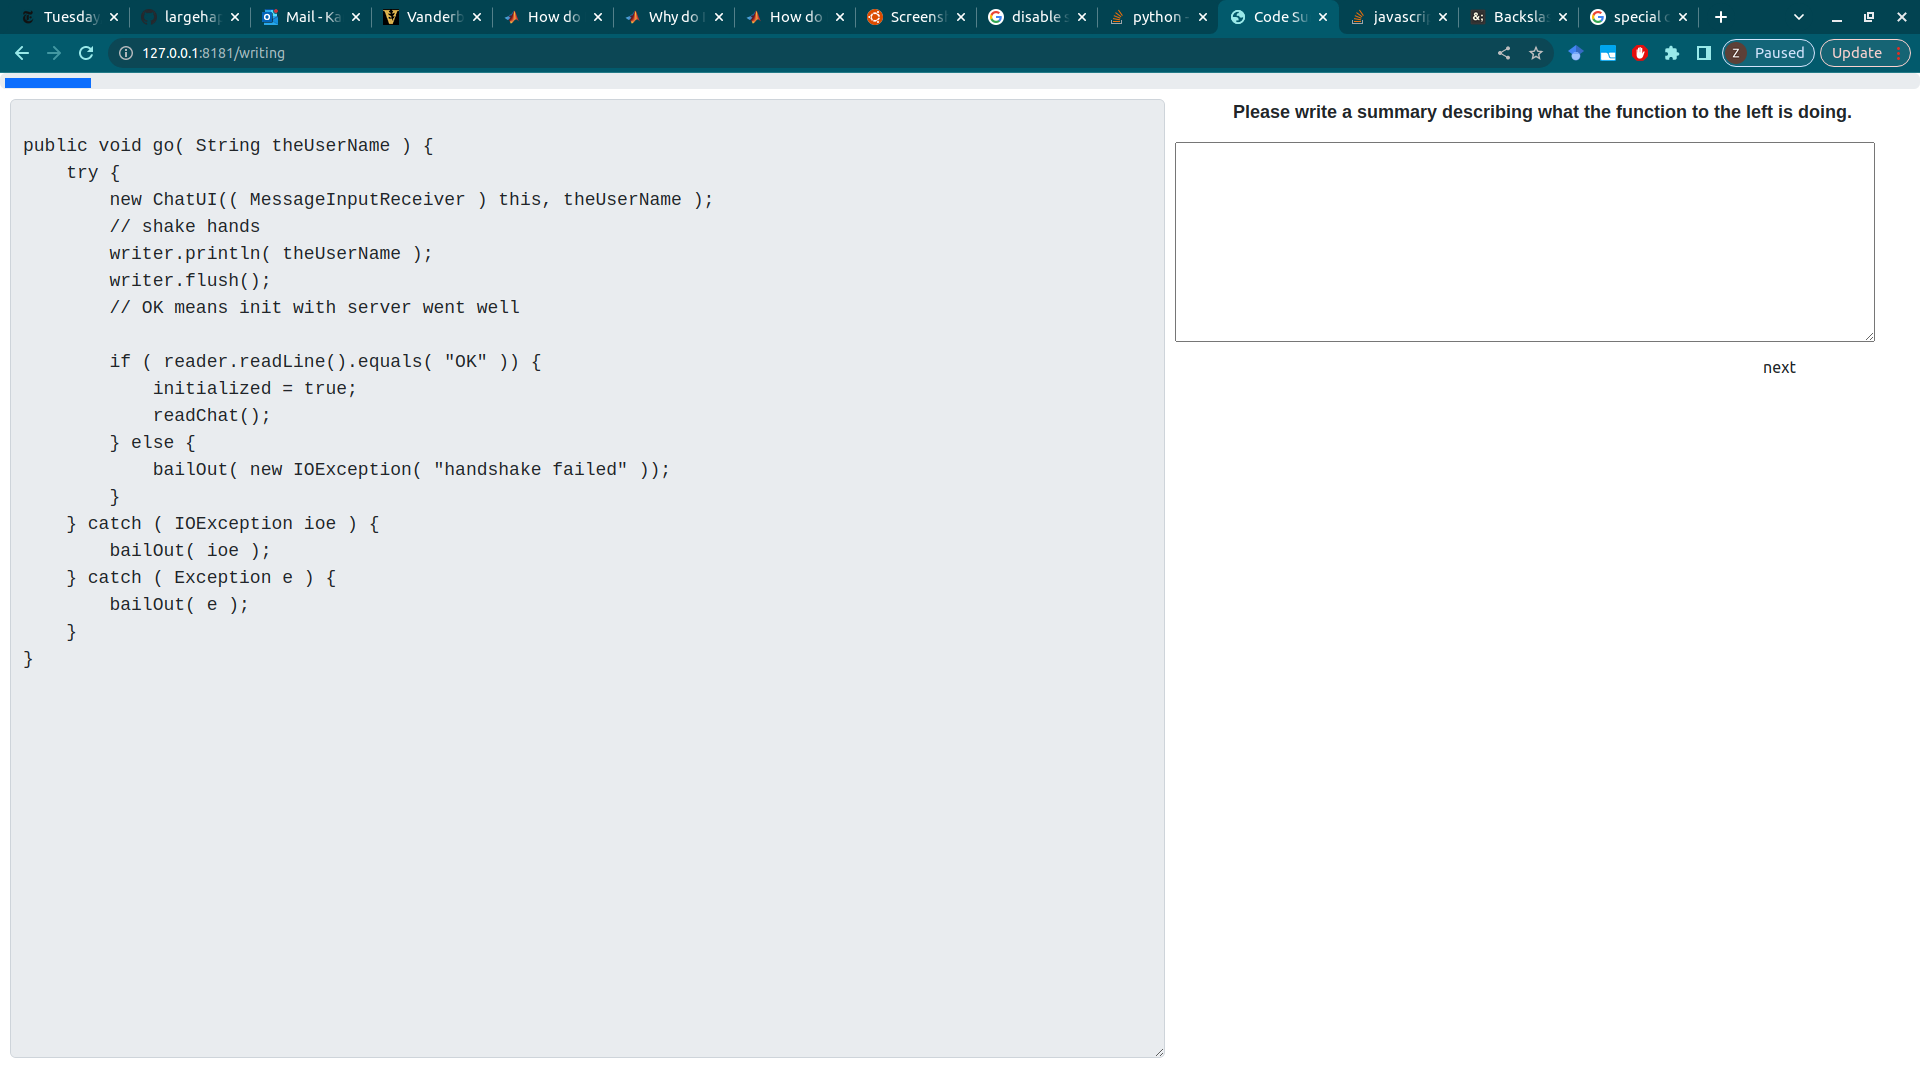 Tuesday largeha Mail - Ka Vanderb How do Why do How do Screens disable s python - Code Su javascri Backsla special c
127.0.0.1:8181/writing Z Paused Update
Please write a summary describing what the function to the left is doing.
public void go( String theUserName ) {
    try {
        new ChatUI(( MessageInputReceiver ) this, theUserName );
        // shake hands
        writer.println( theUserName );
        writer.flush();
        // OK means init with server went well
        if ( reader.readLine().equals( "OK" )) {
            initialized = true;
            readChat();
        } else {
            bailOut( new IOException( "handshake failed" ));
        }
    } catch ( IOException ioe ) {
        bailOut( ioe );
    } catch ( Exception e ) {
        bailOut( e );
    }
}
next